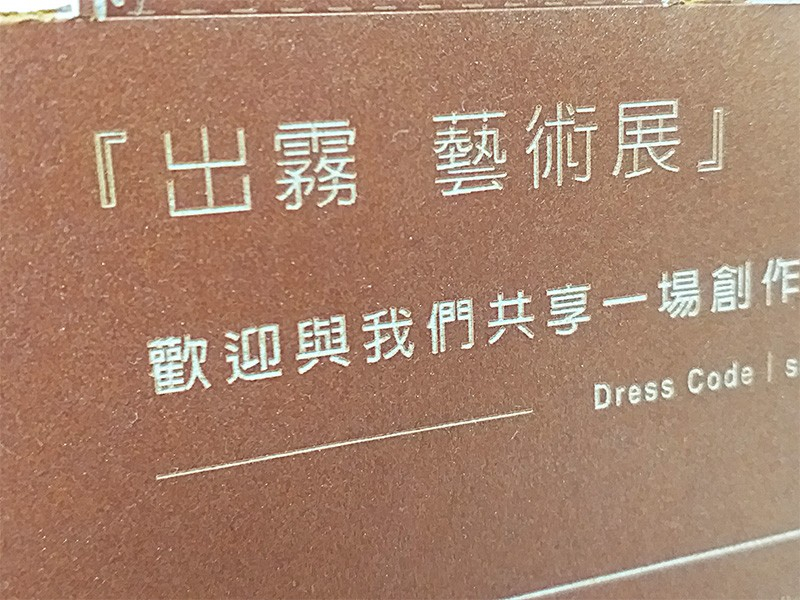 『出霧 藝術展』
歡迎與我們共享一場創作
Dress Code | s